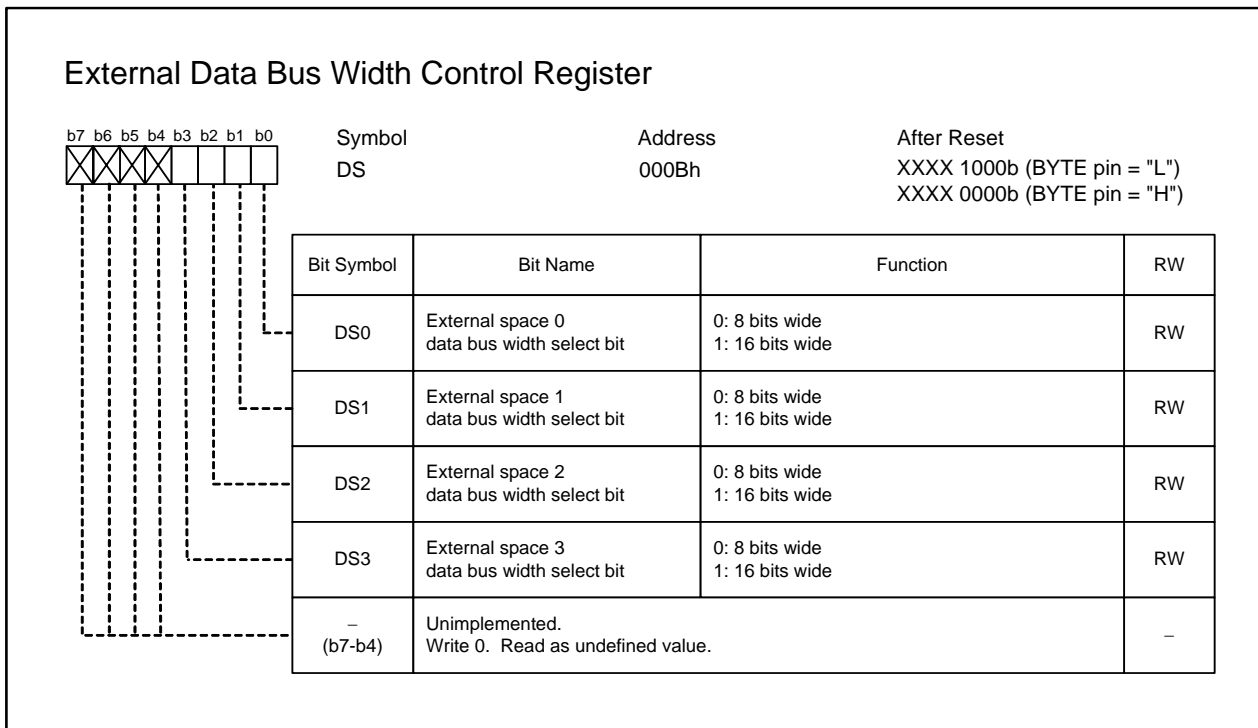 External Data Bus Width Control Register
b7 b6 b5 b4 b3 b2 b1 b0
Symbol Address After Reset
DS 000Bh XXXX 1000b (BYTE pin = "L")
XXXX 0000b (BYTE pin = "H")
Bit Symbol Bit Name Function RW
DS0 External space 0 0: 8 bits wide RW
data bus width select bit 1: 16 bits wide
DS1 External space 1 0: 8 bits wide RW
data bus width select bit 1: 16 bits wide
DS2 External space 2 0: 8 bits wide RW
data bus width select bit 1: 16 bits wide
DS3 External space 3 0: 8 bits wide RW
data bus width select bit 1: 16 bits wide
– Unimplemented. –
(b7-b4) Write 0. Read as undefined value.